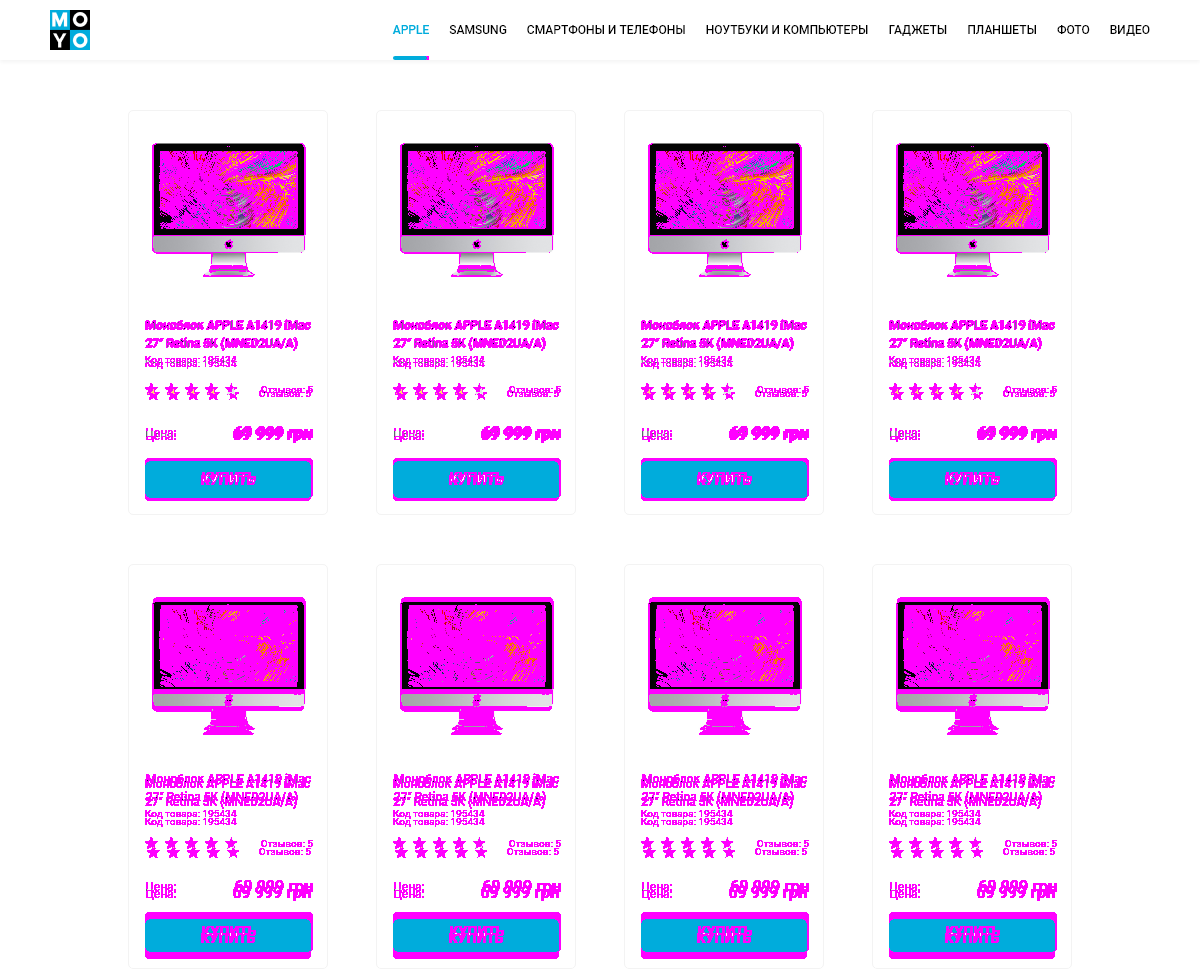 MO
YO
APPLE SAMSUNG СМАРТФОНЫ И ТЕЛЕФОНЫ НОУТБУКИ И КОМПЬЮТЕРЫ ГАДЖЕТЫ ПЛАНШЕТЫ ФОТО ВИДЕО
Моноблок APPLE A1419 iMac Моноблок APPLE A1419 iMac Моноблок APPLE A1419 iMac Моноблок APPLE A1419 iMac
27" Retina 5K (MNED2UA/A) 27" Retina 5K (MNED2UA/A) 27" Retina 5K (MNED2UA/A) 27" Retina 5K (MNED2UA/A)
Код товара: 195434 Код товара: 195434 Код товара: 195434 Код товара: 195434
Отзывов: 5 Отзывов: 5 Отзывов: 5 Отзывов: 5
Цена: 69 999 грн Цена: 69 999 грн Цена: 69 999 грн Цена: 69 999 грн
КУПИТЬ КУПИТЬ КУПИТЬ КУПИТЬ
Моноблок APPLE A1419 iMac Моноблок APPLE A1419 iMac Моноблок APPLE A1419 iMac Моноблок APPLE A1419 iMac
27" Retina 5K (MNED2UA/A) 27" Retina 5K (MNED2UA/A) 27" Retina 5K (MNED2UA/A) 27" Retina 5K (MNED2UA/A)
Код товара: 195434 Код товара: 195434 Код товара: 195434 Код товара: 195434
Отзывов: 5 Отзывов: 5 Отзывов: 5 Отзывов: 5
Цена: 69 999 грн Цена: 69 999 грн Цена: 69 999 грн Цена: 69 999 грн
КУПИТЬ КУПИТЬ КУПИТЬ КУПИТЬ